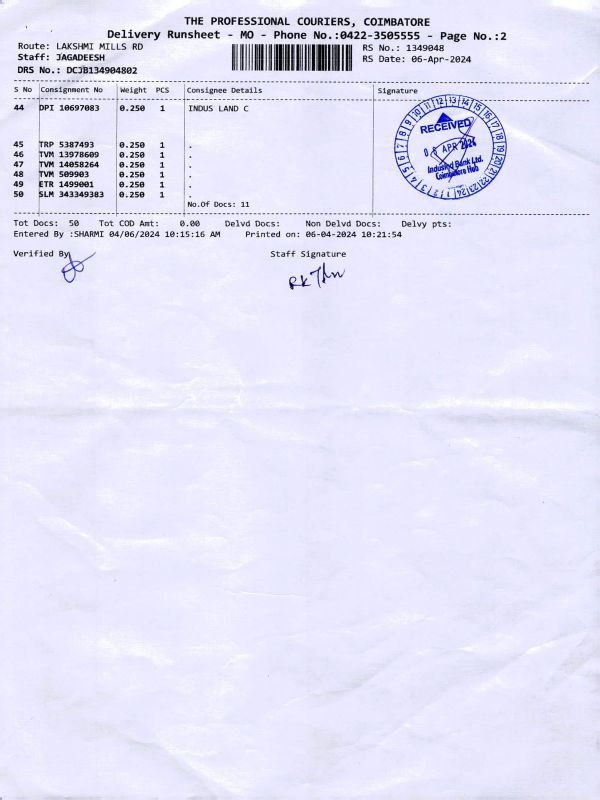 THE PROFESSIONAL COURIERS, COIMBATORE
Delivery Runsheet - MO - Phone No.:0422-3505555 - Page No.:2
Route: LAKSHMI MILLS RD RS No.: 1349048
Staff: JAGADEESH RS Date: 06-Apr-2024
DRS No.: DCJB134904802
S No Consignment No Weight PCS Consignee Details Signature
44 DPI 10697083 0.250 1 INDUS LAND C
45 TRP 5387493 0.250 1 .
46 TVM 13978609 0.250 1 .
47 TVM 14058264 0.250 1 .
48 TVM 509903 0.250 1 .
49 ETR 1499001 0.250 1 .
50 SLM 343349383 0.250 1 .
No.Of Docs: 11
RECEIVED
APR 2024
IndusInd Bank Ltd.
Coimbatore Hub
Tot Docs: 50 Tot COD Amt: 0.00 Delvd Docs: Non Delvd Docs: Delvy pts:
Entered By :SHARMI 04/06/2024 10:15:16 AM Printed on: 06-04-2024 10:21:54
Verified By Staff Signature